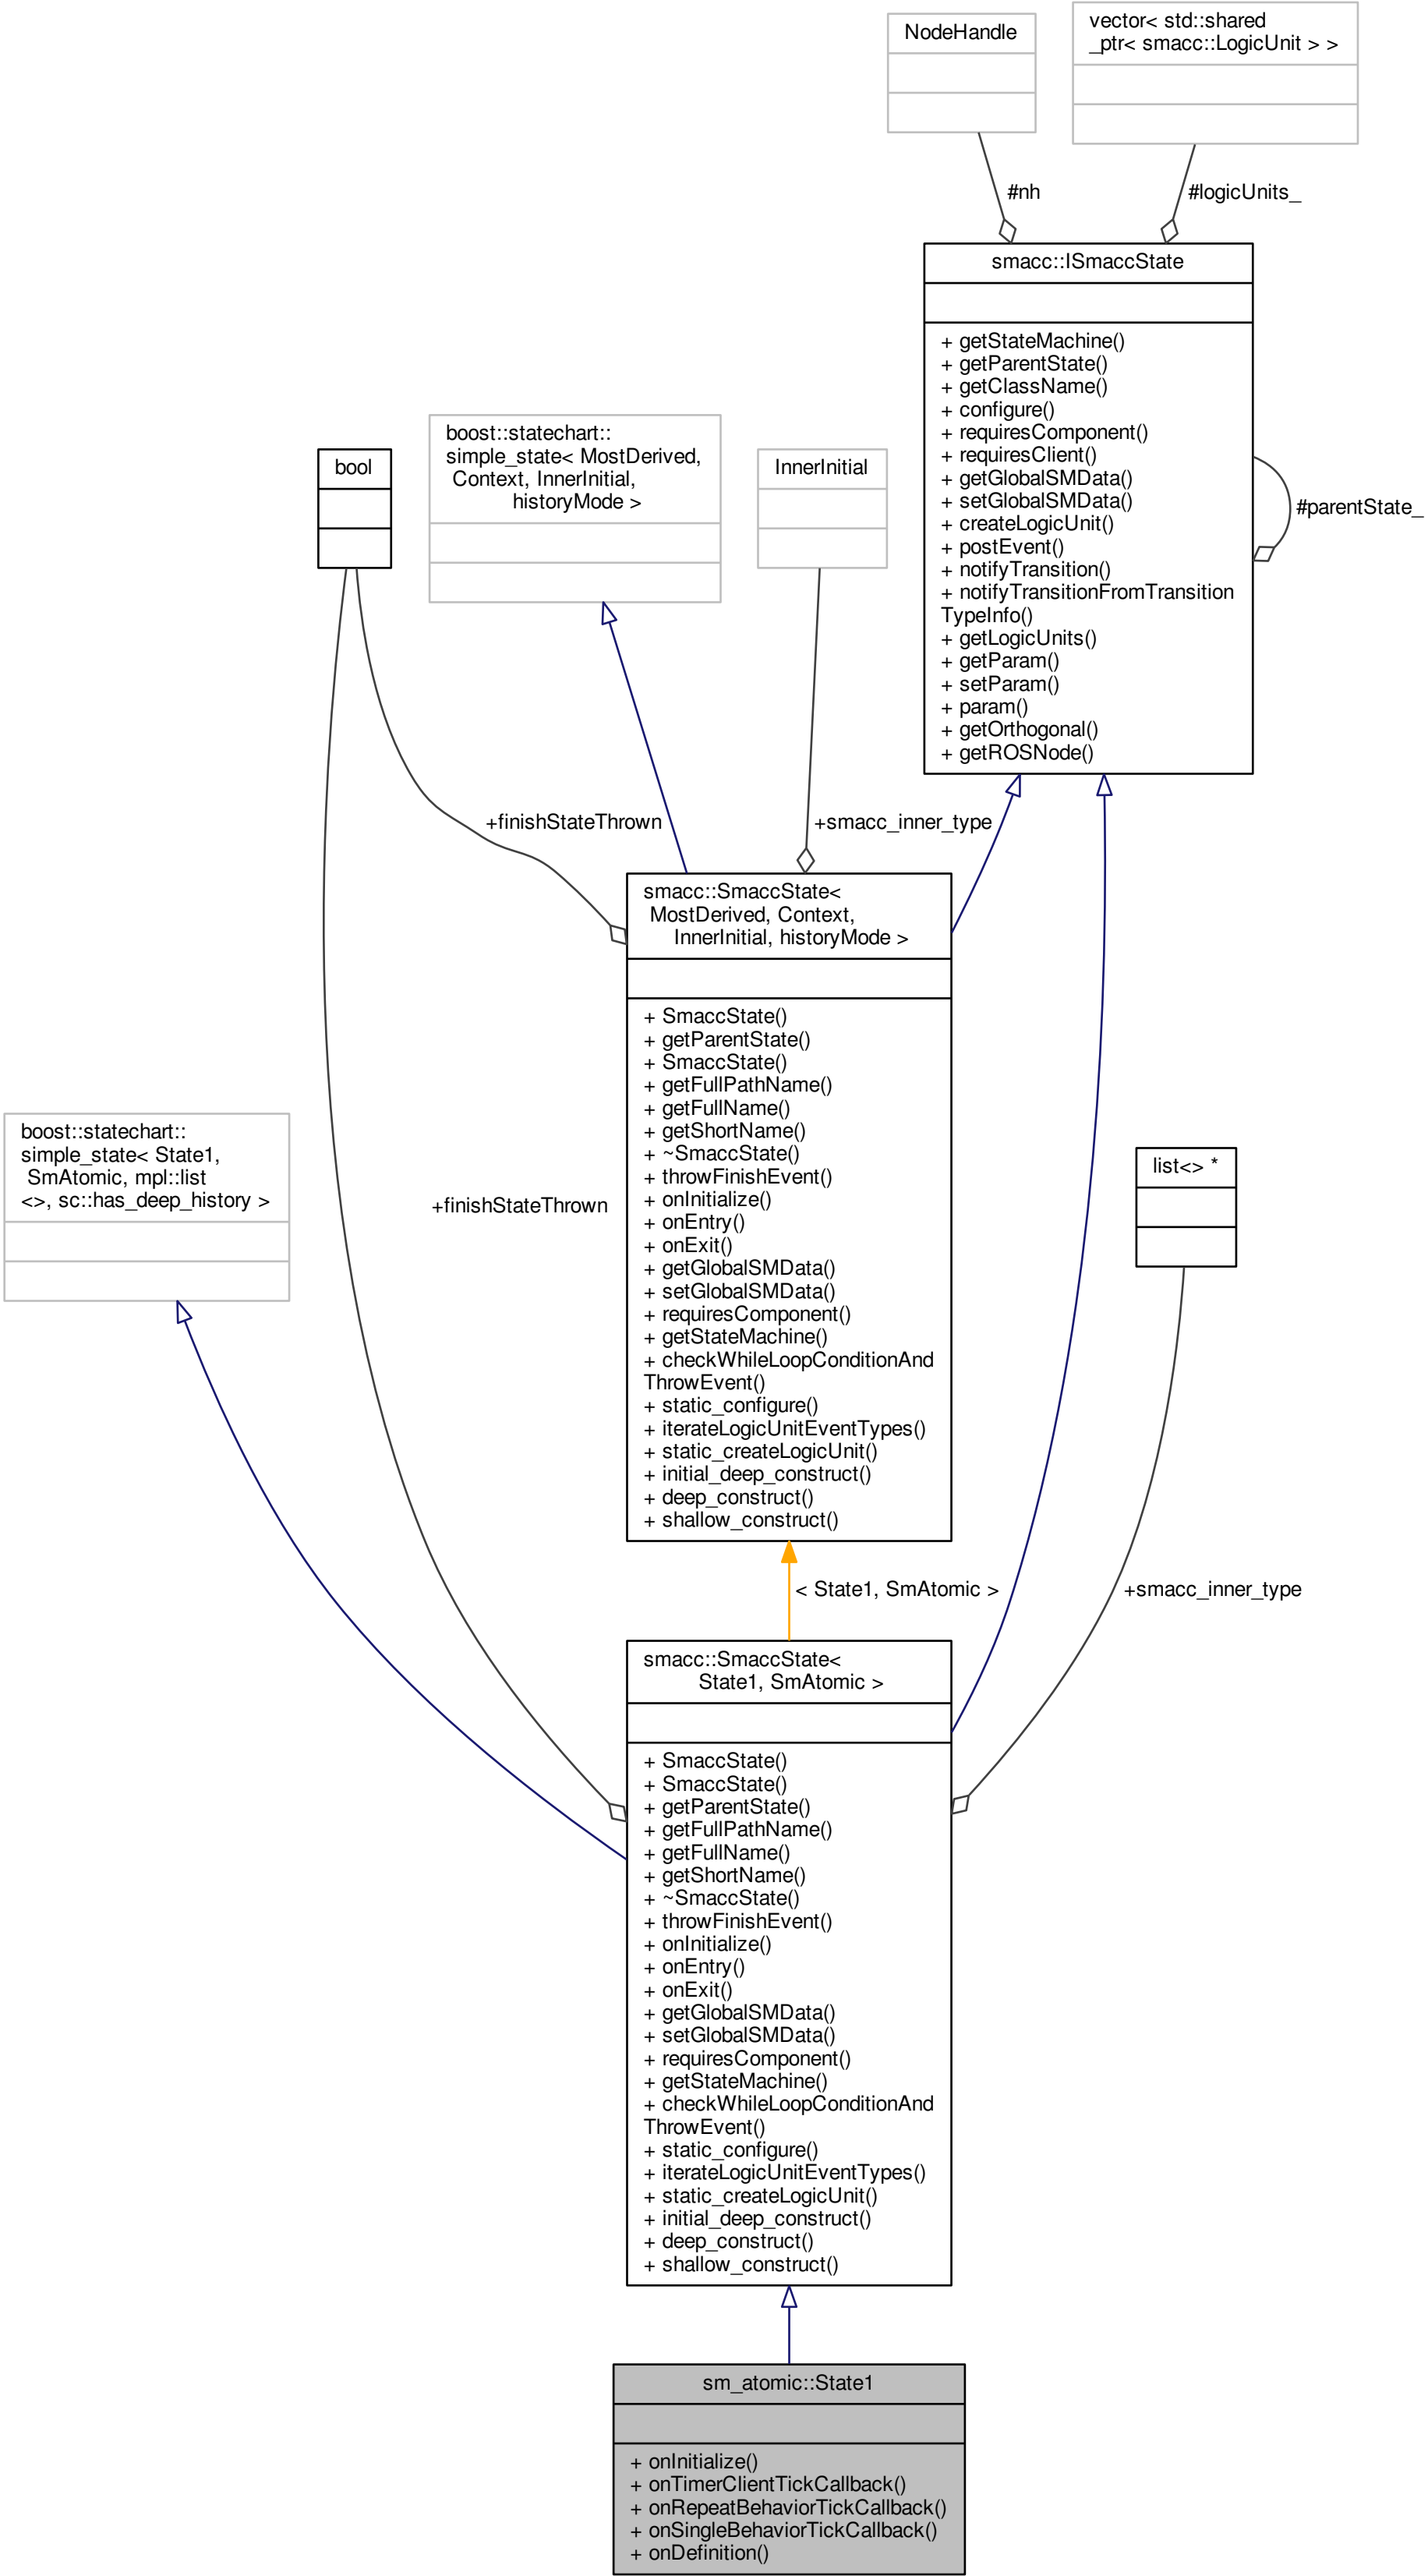 NodeHandle
vector< std::shared
_ptr< smacc::LogicUnit > >
#nh
#logicUnits_
smacc::ISmaccState
+ getStateMachine()
+ getParentState()
+ getClassName()
+ configure()
+ requiresComponent()
+ requiresClient()
+ getGlobalSMData()
+ setGlobalSMData()
+ createLogicUnit()
+ postEvent()
+ notifyTransition()
+ notifyTransitionFromTransition
TypeInfo()
+ getLogicUnits()
+ getParam()
+ setParam()
+ param()
+ getOrthogonal()
+ getROSNode()
#parentState_
boost::statechart::
simple_state< MostDerived,
Context, InnerInitial,
historyMode >
bool
InnerInitial
+finishStateThrown
+smacc_inner_type
smacc::SmaccState<
MostDerived, Context,
InnerInitial, historyMode >
+ SmaccState()
+ getParentState()
+ SmaccState()
+ getFullPathName()
+ getFullName()
+ getShortName()
+ ~SmaccState()
+ throwFinishEvent()
+ onInitialize()
+ onEntry()
+ onExit()
+ getGlobalSMData()
+ setGlobalSMData()
+ requiresComponent()
+ getStateMachine()
+ checkWhileLoopConditionAnd
ThrowEvent()
+ static_configure()
+ iterateLogicUnitEventTypes()
+ static_createLogicUnit()
+ initial_deep_construct()
+ deep_construct()
+ shallow_construct()
boost::statechart::
simple_state< State1,
SmAtomic, mpl::list
<>, sc::has_deep_history >
+finishStateThrown
list<> *
< State1, SmAtomic >
+smacc_inner_type
smacc::SmaccState<
State1, SmAtomic >
+ SmaccState()
+ SmaccState()
+ getParentState()
+ getFullPathName()
+ getFullName()
+ getShortName()
+ ~SmaccState()
+ throwFinishEvent()
+ onInitialize()
+ onEntry()
+ onExit()
+ getGlobalSMData()
+ setGlobalSMData()
+ requiresComponent()
+ getStateMachine()
+ checkWhileLoopConditionAnd
ThrowEvent()
+ static_configure()
+ iterateLogicUnitEventTypes()
+ static_createLogicUnit()
+ initial_deep_construct()
+ deep_construct()
+ shallow_construct()
sm_atomic::State1
+ onInitialize()
+ onTimerClientTickCallback()
+ onRepeatBehaviorTickCallback()
+ onSingleBehaviorTickCallback()
+ onDefinition()